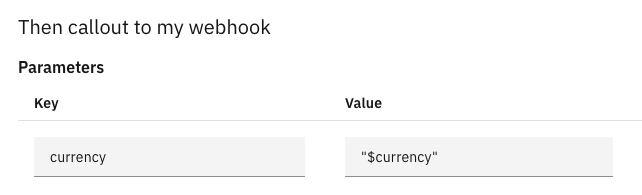 Then callout to my webhook
Parameters
Key Value
currency "$currency"